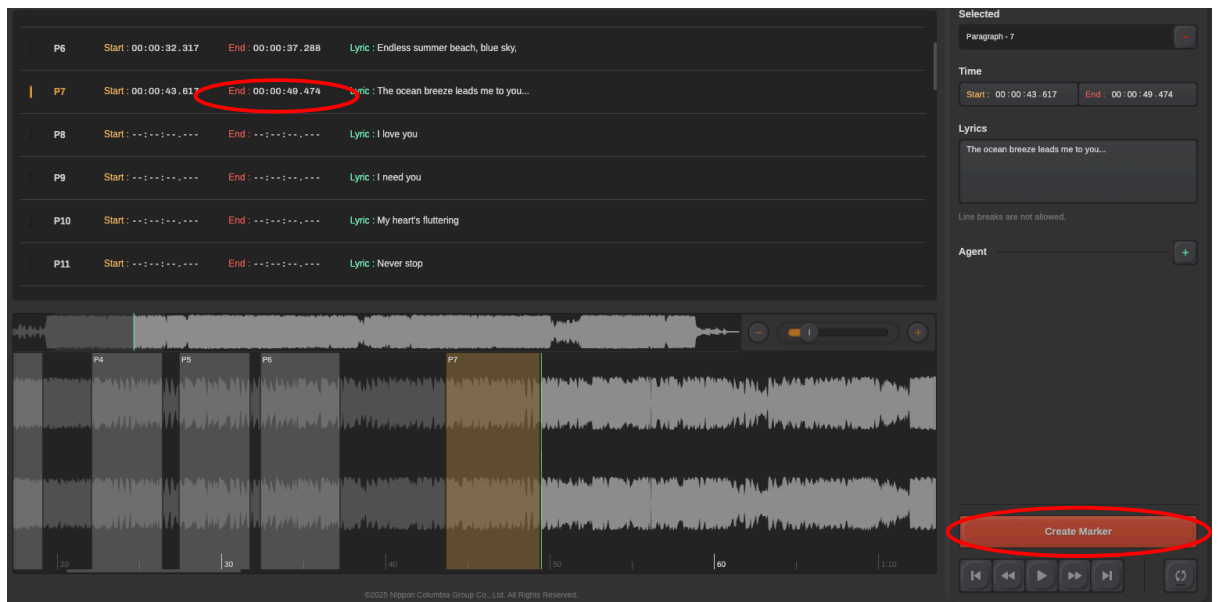 P6 Start : 00:00:32.317 End : 00:00:37.288 Lyric : Endless summer beach, blue sky,
P7 Start : 00:00:43.617 End : 00:00:49.474 Lyric : The ocean breeze leads me to you...
P8 Start : --:--:--.--- End : --:--:--.--- Lyric : I love you
P9 Start : --:--:--.--- End : --:--:--.--- Lyric : I need you
P10 Start : --:--:--.--- End : --:--:--.--- Lyric : My heart's fluttering
P11 Start : --:--:--.--- End : --:--:--.--- Lyric : Never stop
P4 P5 P6 P7
20 30 40 50 60 1:10
©2025 Nippon Columbia Group Co., Ltd. All Rights Reserved.
Selected
Paragraph - 7
Time
Start : 00 : 00 : 43 . 617 End : 00 : 00 : 49 . 474
Lyrics
The ocean breeze leads me to you...
Line breaks are not allowed.
Agent
Create Marker